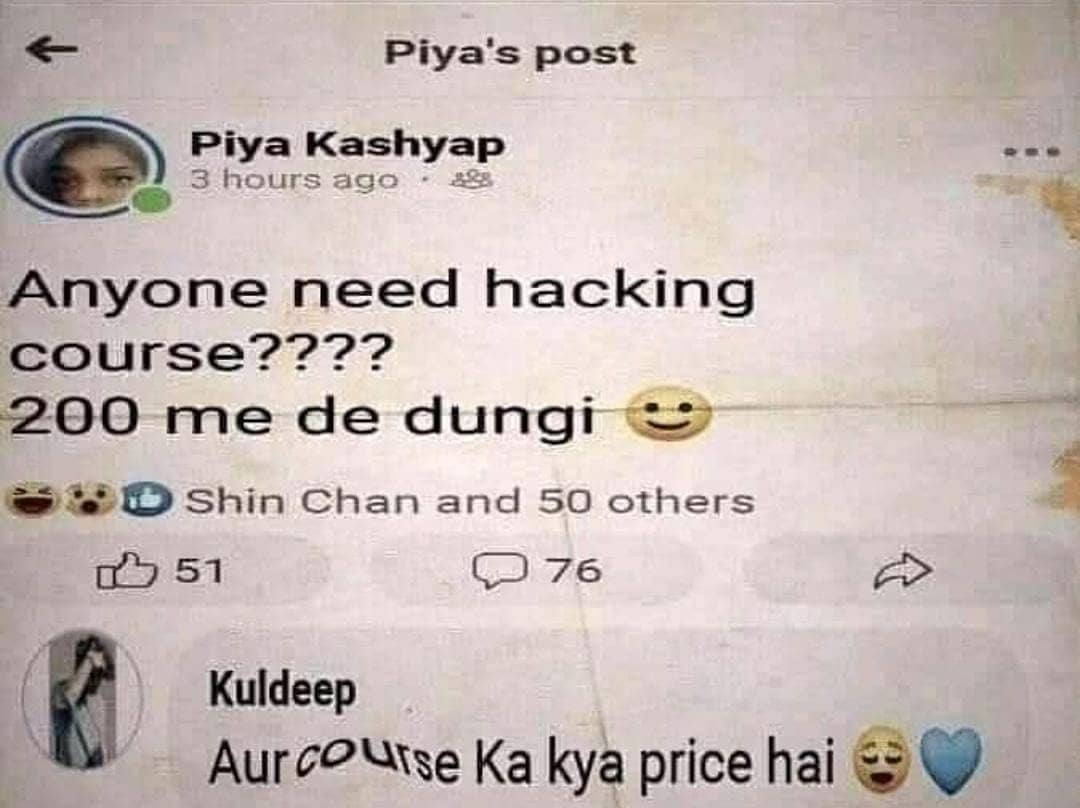 Piya's post
Piya Kashyap
3 hours ago ·
Anyone need hacking
course????
200 me de dungi 🙂
Shin Chan and 50 others
51 76
Kuldeep
Aur course Ka kya price hai 😩💙